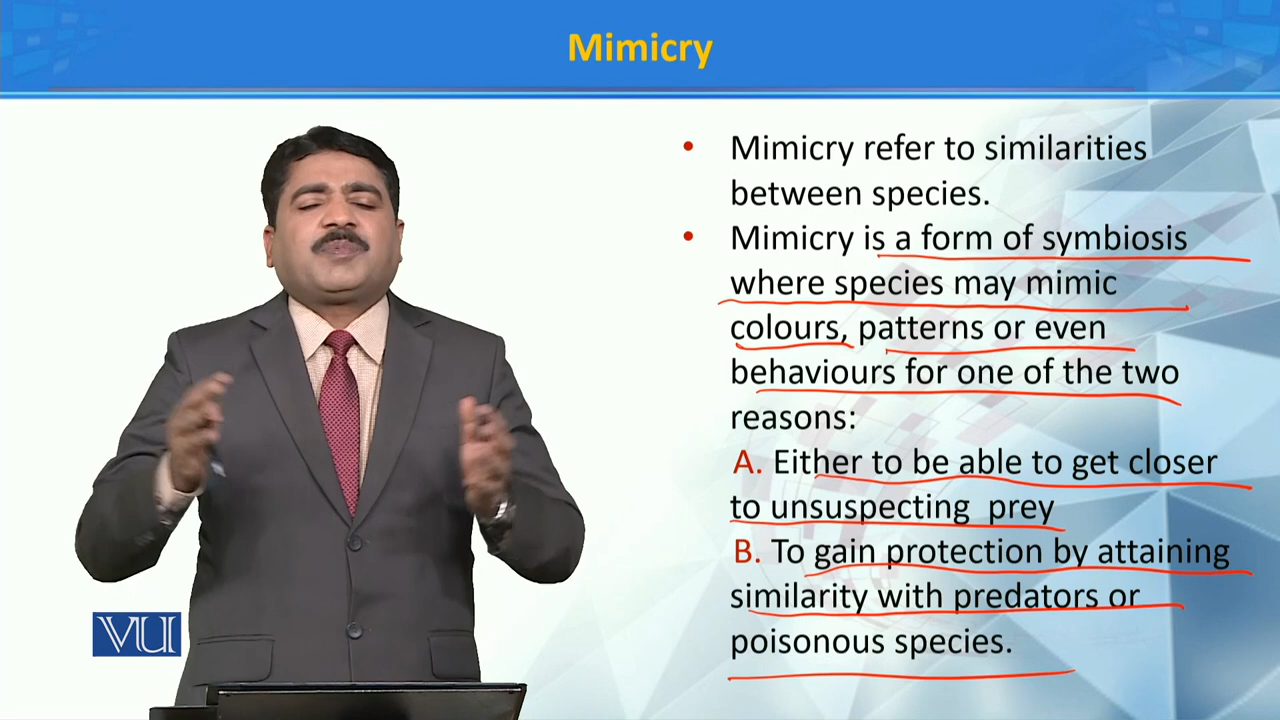 Mimicry
• Mimicry refer to similarities
between species.
• Mimicry is a form of symbiosis
where species may mimic
colours, patterns or even
behaviours for one of the two
reasons:
A. Either to be able to get closer
to unsuspecting prey
B. To gain protection by attaining
similarity with predators or
poisonous species.
VU